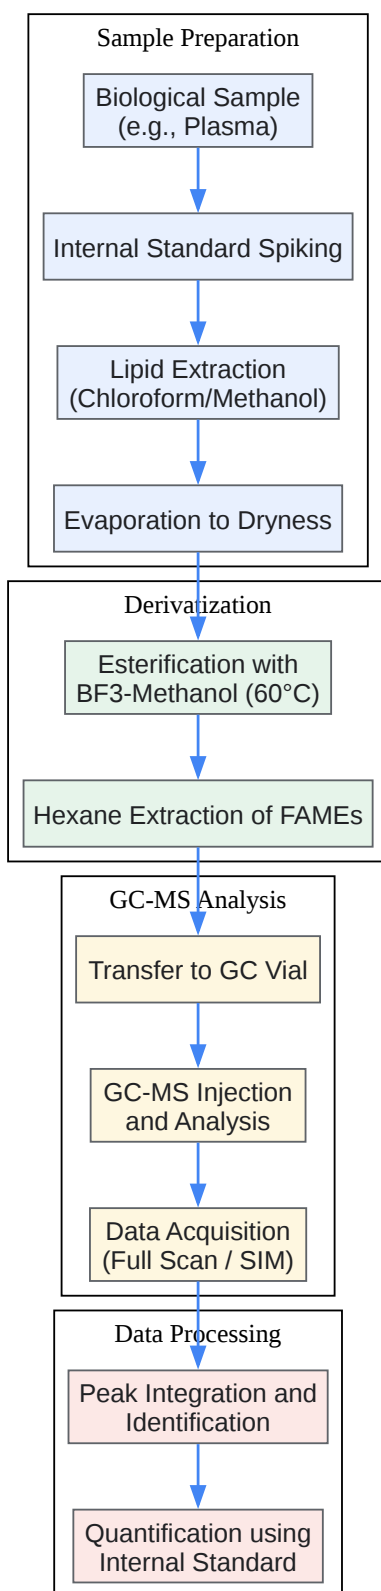 Sample Preparation
Biological Sample
(e.g., Plasma)
Internal Standard Spiking
Lipid Extraction
(Chloroform/Methanol)
Evaporation to Dryness
Derivatization
Esterification with
BF3-Methanol (60°C)
Hexane Extraction of FAMEs
GC-MS Analysis
Transfer to GC Vial
GC-MS Injection
and Analysis
Data Acquisition
(Full Scan / SIM)
Data Processing
Peak Integration and
Identification
Quantification using
Internal Standard